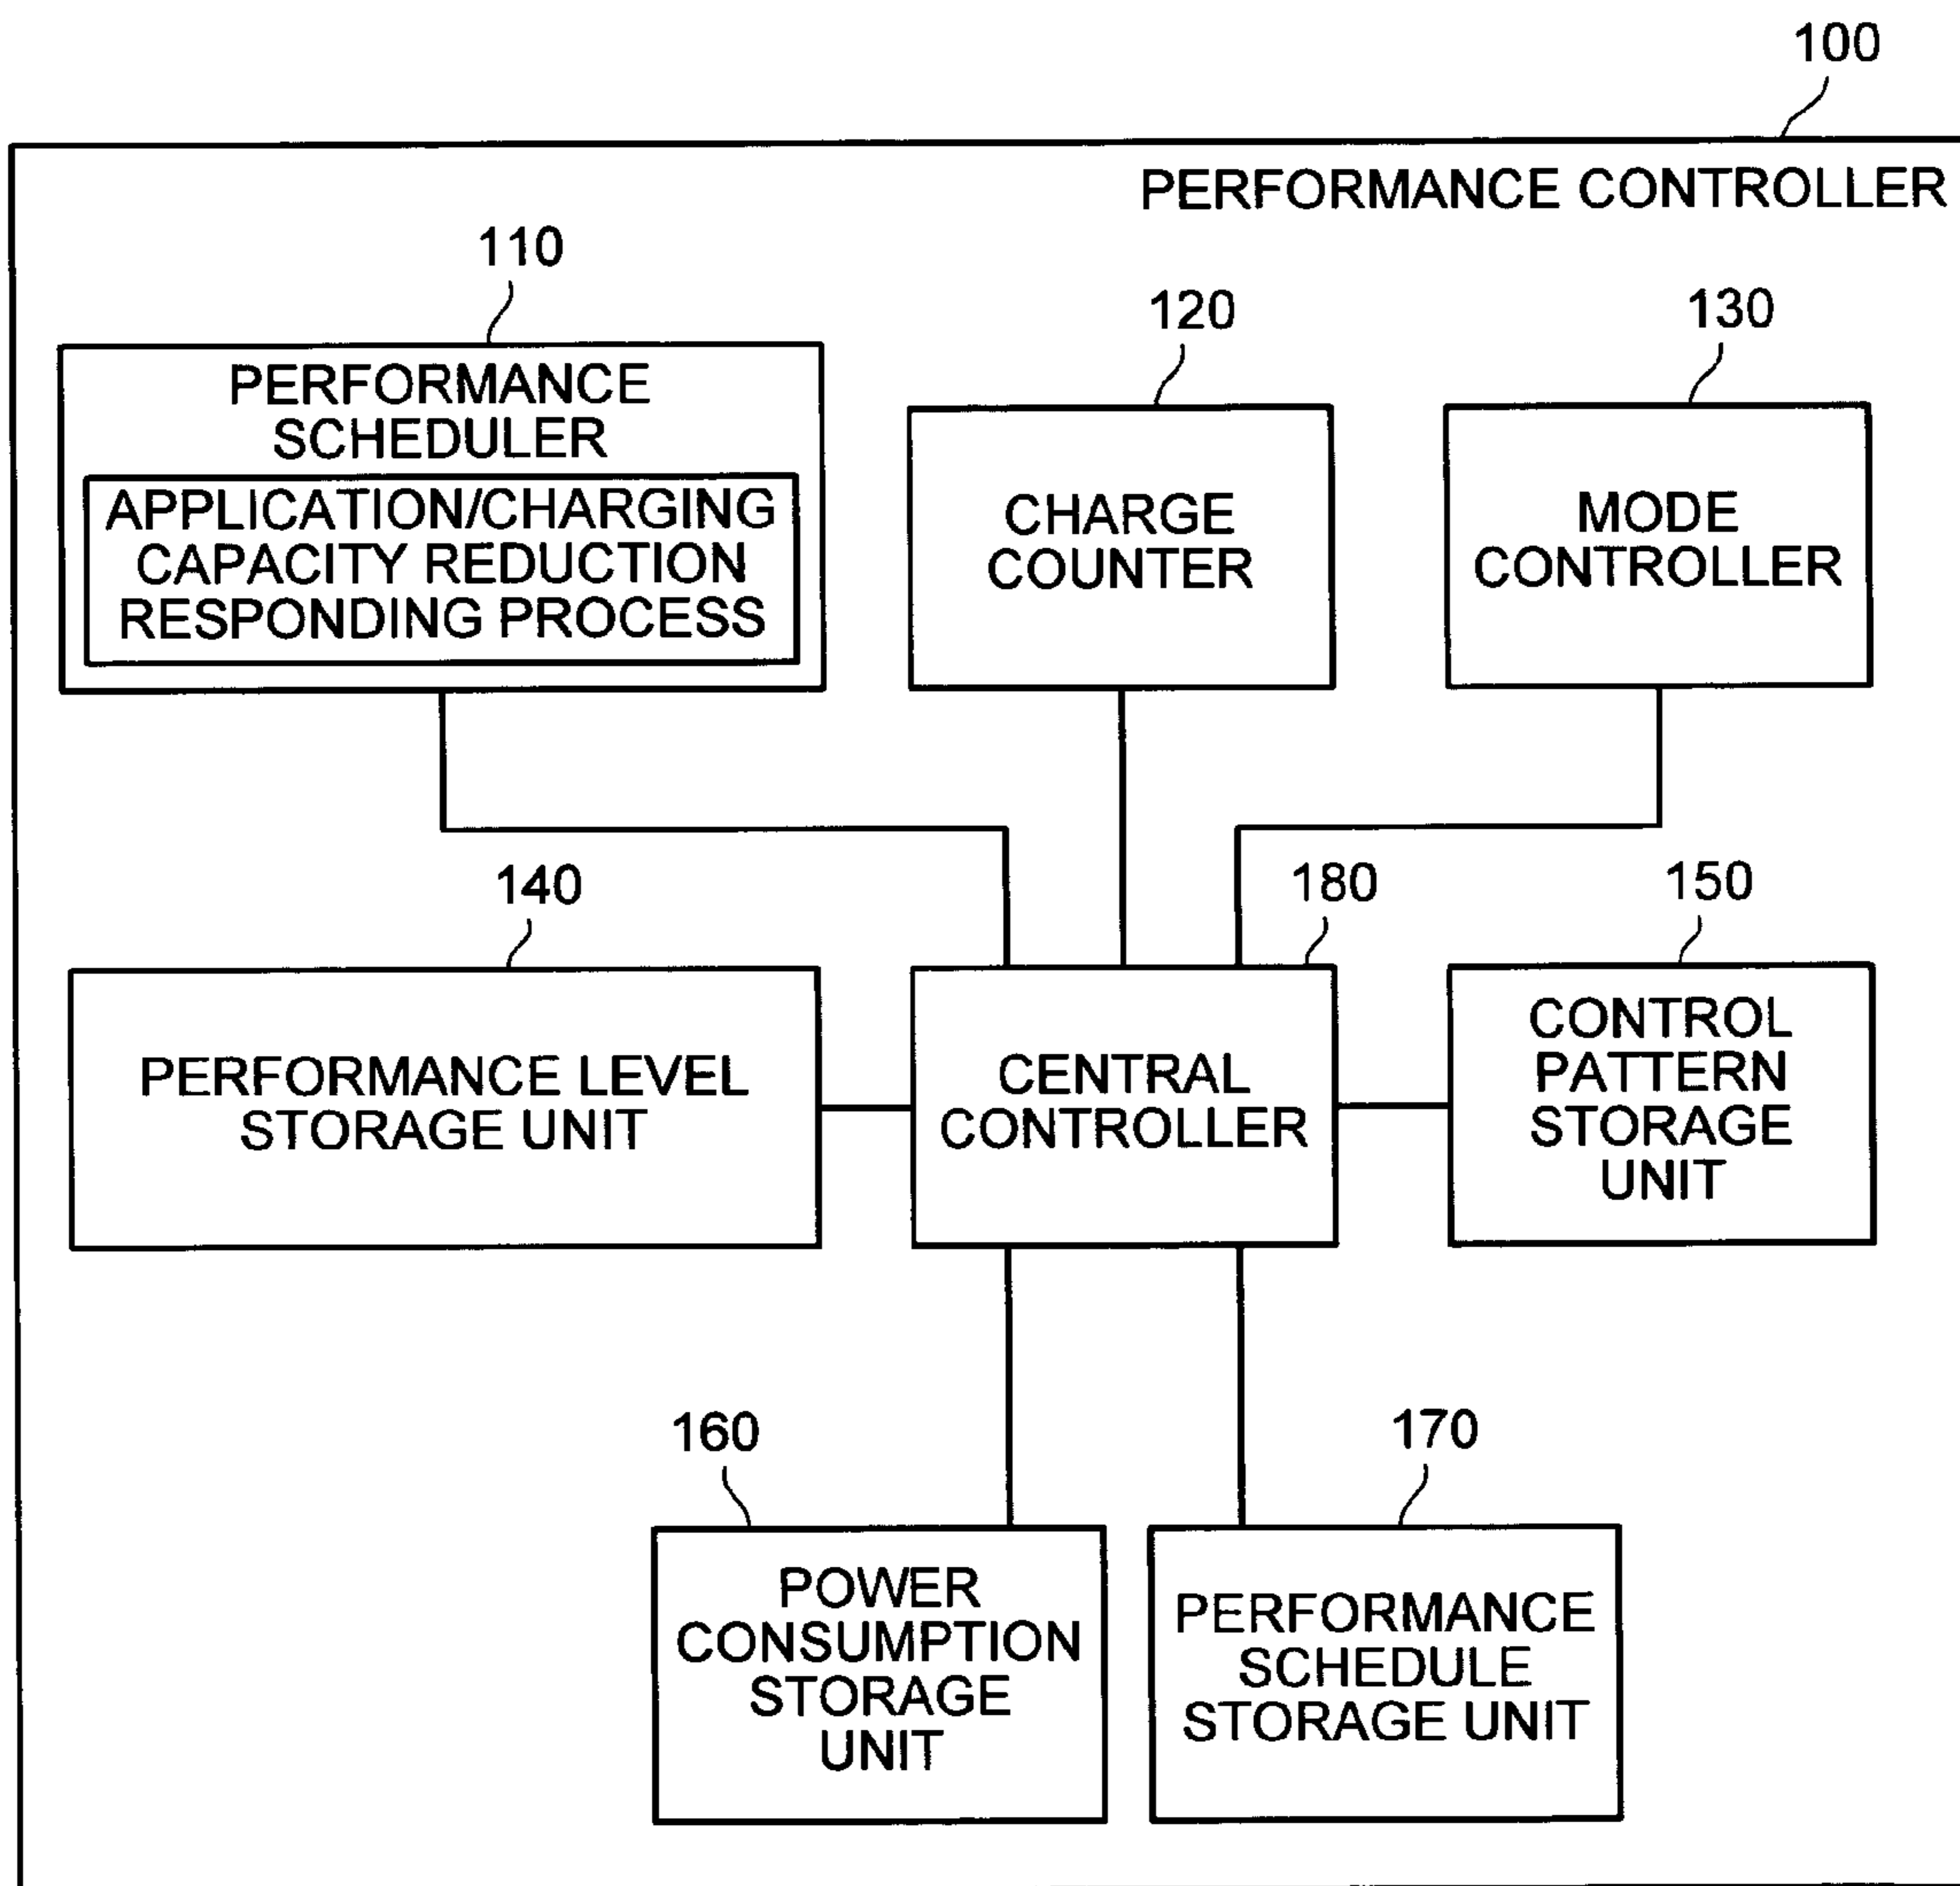 100
PERFORMANCE CONTROLLER
110
120
130
PERFORMANCE
SCHEDULER
APPLICATION/CHARGING
CAPACITY REDUCTION
RESPONDING PROCESS
CHARGE
COUNTER
MODE
CONTROLLER
140
180
150
PERFORMANCE LEVEL
STORAGE UNIT
CENTRAL
CONTROLLER
CONTROL
PATTERN
STORAGE
UNIT
160
170
POWER
CONSUMPTION
STORAGE
UNIT
PERFORMANCE
SCHEDULE
STORAGE UNIT